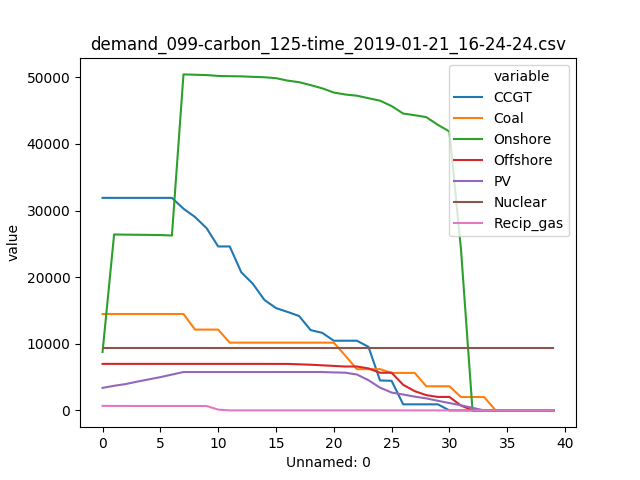 demand_099-carbon_125-time_2019-01-21_16-24-24.csv
value
50000
40000
30000
20000
10000
0
variable
CCGT
Coal
Onshore
Offshore
PV
Nuclear
Recip_gas
0 5 10 15 20 25 30 35 40
Unnamed: 0